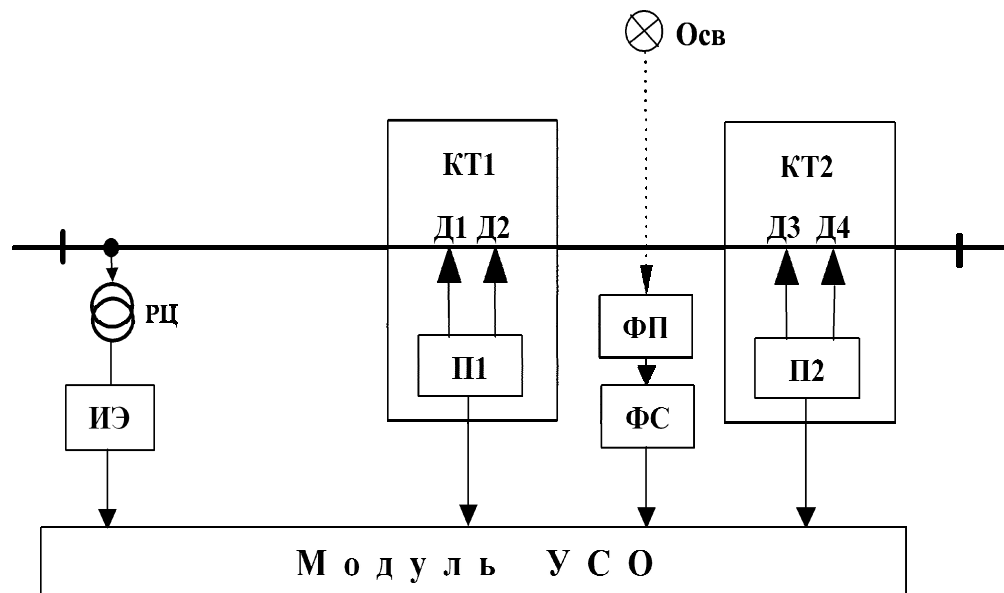 Осв
КТ1
КТ2
Д1 Д2
Д3 Д4
РЦ
ФП
П1
П2
ИЭ
ФС
Модуль УСО